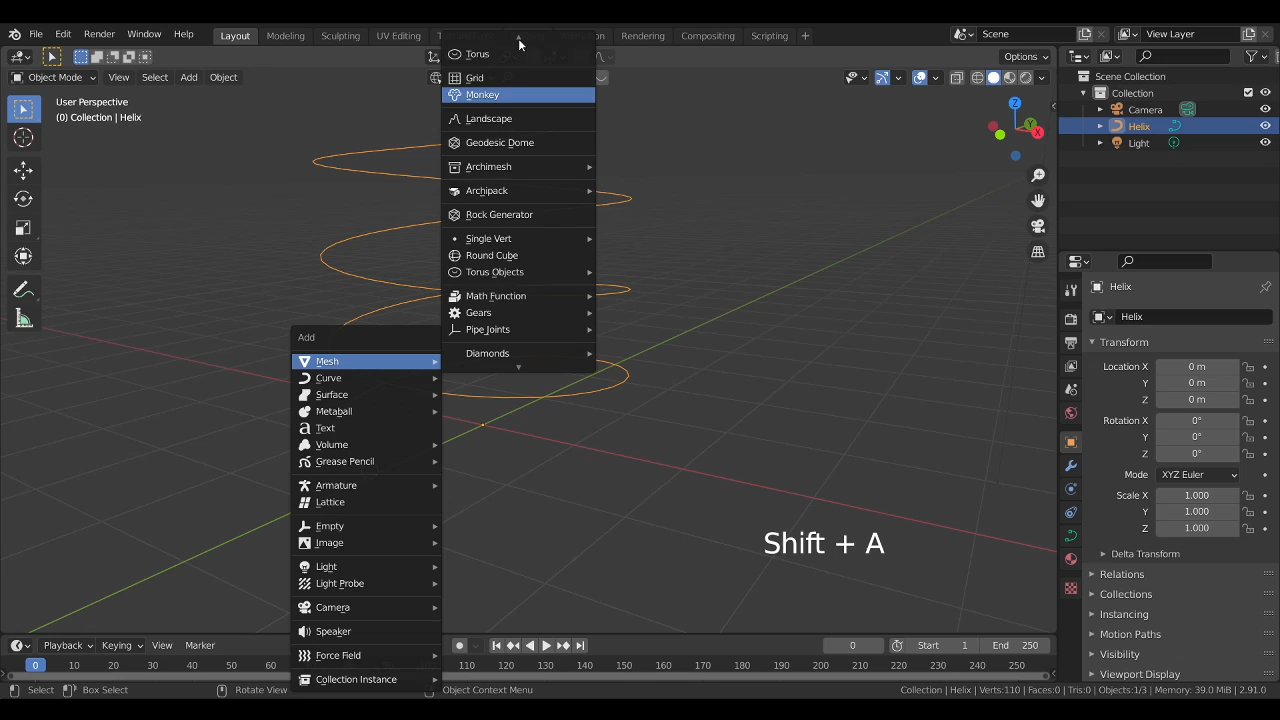 File Edit Render Window Help Layout Modeling Sculpting UV Editing Rendering Compositing Scripting Scene View Layer
Options
Object Mode View Select Add Object
User Perspective
(0) Collection | Helix
Torus
Grid
Monkey
Landscape
Geodesic Dome
Archimesh
Archipack
Rock Generator
Single Vert
Round Cube
Torus Objects
Math Function
Gears
Pipe Joints
Diamonds
Add
Mesh
Curve
Surface
Metaball
Text
Volume
Grease Pencil
Armature
Lattice
Empty
Image
Light
Light Probe
Camera
Speaker
Force Field
Collection Instance
Z
Y
X
Shift + A
Scene Collection
Collection
Camera
Helix
Light
Helix
Helix
Transform
Location X 0 m
Y 0 m
Z 0 m
Rotation X 0°
Y 0°
Z 0°
Mode XYZ Euler
Scale X 1.000
Y 1.000
Z 1.000
Delta Transform
Relations
Collections
Instancing
Motion Paths
Visibility
Viewport Display
Playback Keying View Marker 0 Start 1 End 250
0 10 20 30 40 50 60 110 120 130 140 150 160 170 180 190 200 210 220 230 240 250
Select Box Select Rotate View Object Context Menu Collection | Helix | Verts:110 | Faces:0 | Tris:0 | Objects:1/3 | Memory: 39.0 MiB | 2.91.0